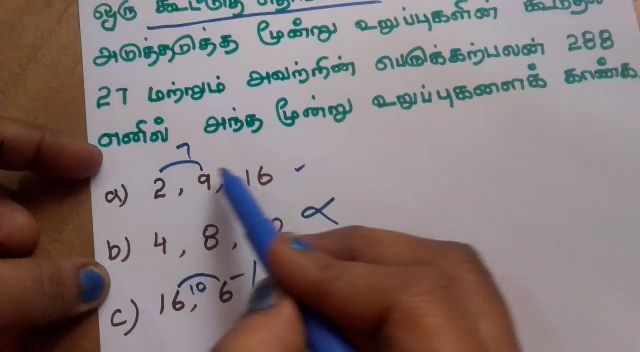 ஒரு கூட்டுத்
அடுத்தடுத்த மூன்று உறுப்புகளின் கூடுதல்
27 மற்றும் அவற்றின் பெருக்கற்பலன் 288
எனில் அந்த மூன்று உறுப்புகளைக் காண்க
7
a) 2, 9, 16 -
b) 4, 8,
10
c) 16, 6